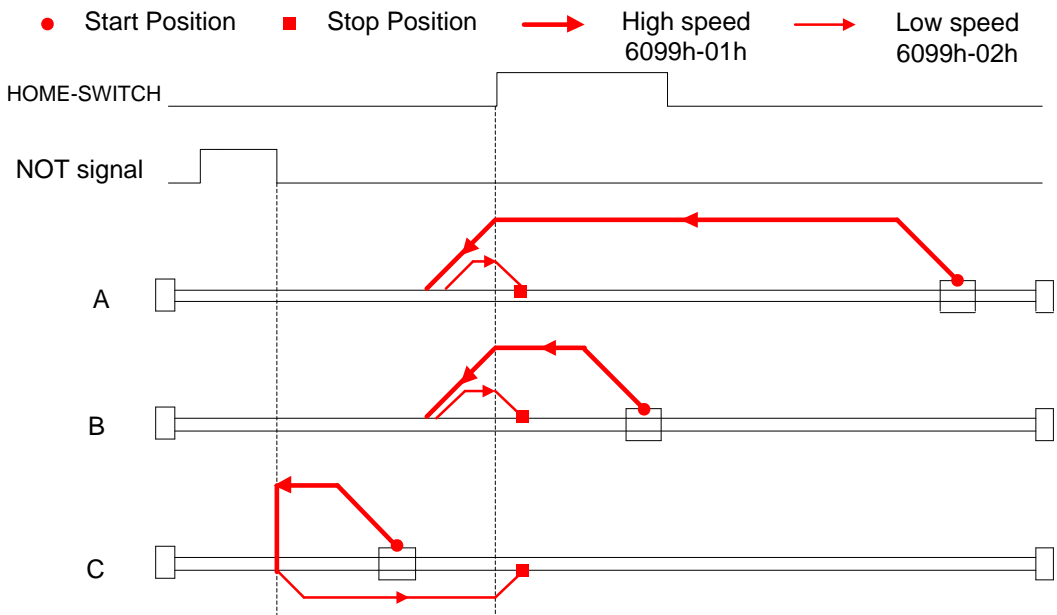 Start Position
Stop Position
High speed
6099h-01h
Low speed
6099h-02h
HOME-SWITCH
NOT signal
A
B
C